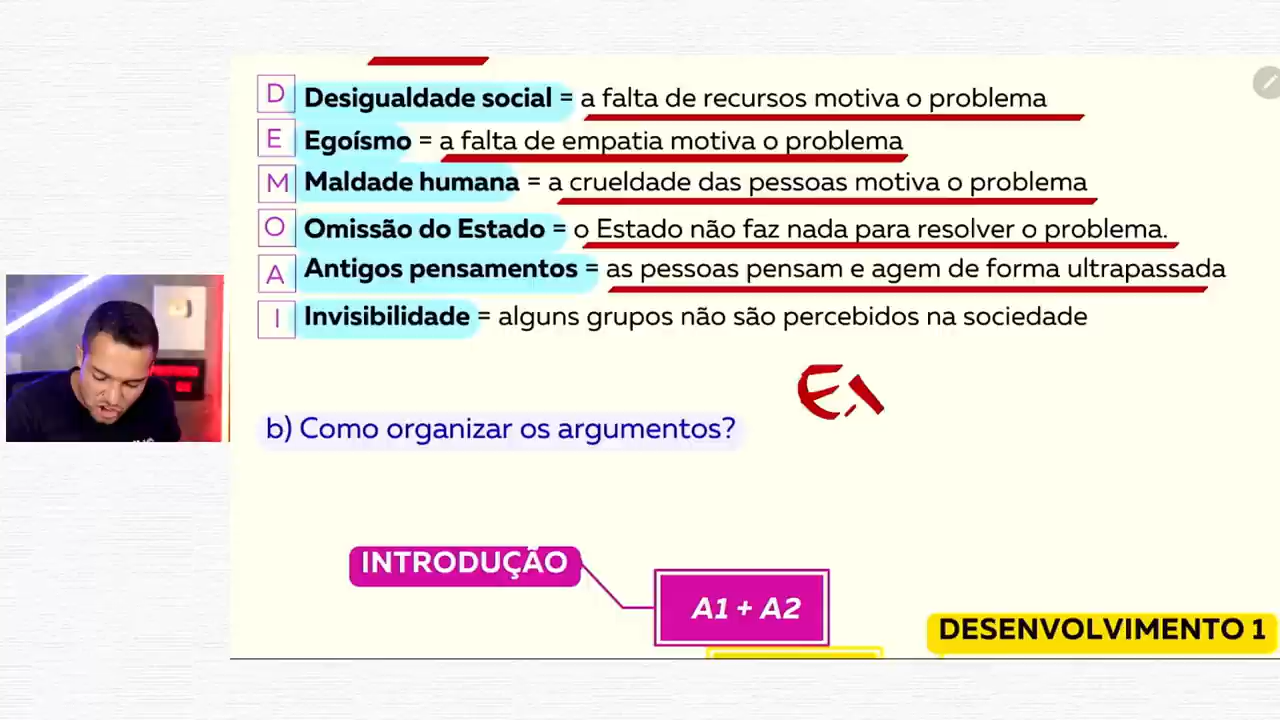 D Desigualdade social = a falta de recursos motiva o problema
E Egoísmo = a falta de empatia motiva o problema
M Maldade humana = a crueldade das pessoas motiva o problema
O Omissão do Estado = o Estado não faz nada para resolver o problema.
A Antigos pensamentos = as pessoas pensam e agem de forma ultrapassada
I Invisibilidade = alguns grupos não são percebidos na sociedade
b) Como organizar os argumentos?
INTRODUÇÃO
A1 + A2
DESENVOLVIMENTO 1